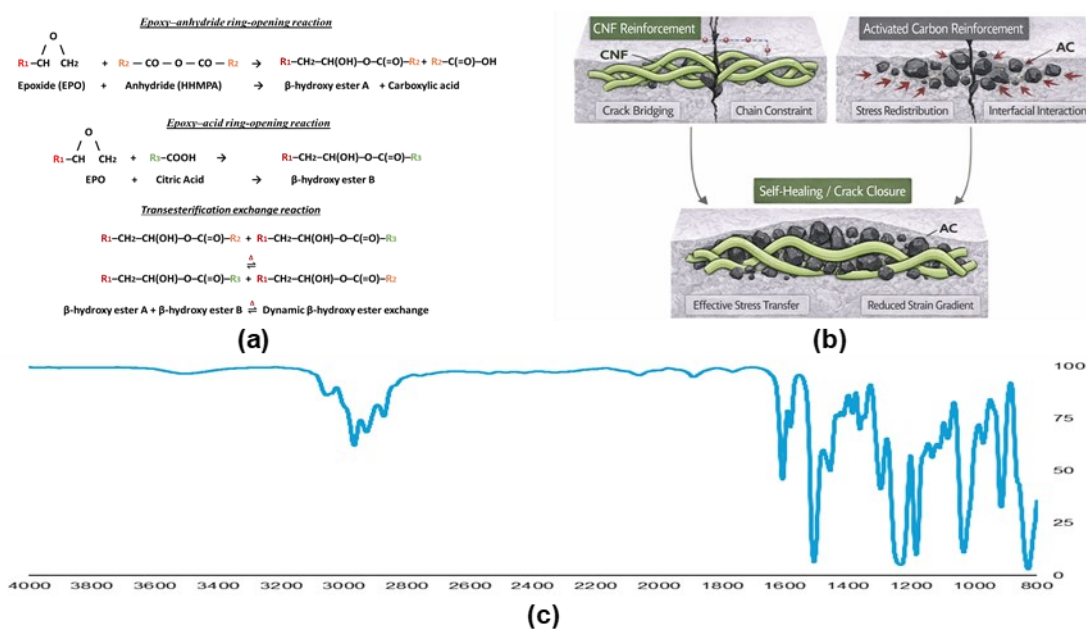 Epoxy–anhydride ring-opening reaction
O
R₁–CH CH₂ + R₂ – CO – O – CO – R₂ → R₁–CH₂–CH(OH)–O–C(=O)–R₂ + R₂–C(=O)–OH
Epoxide (EPO) + Anhydride (HHMPA) → β-hydroxy ester A + Carboxylic acid
Epoxy–acid ring-opening reaction
O
R₁–CH CH₂ + R₃–COOH → R₁–CH₂–CH(OH)–O–C(=O)–R₃
EPO + Citric Acid → β-hydroxy ester B
Transesterification exchange reaction
R₁–CH₂–CH(OH)–O–C(=O)–R₂ + R₁–CH₂–CH(OH)–O–C(=O)–R₃
Δ
⇌
R₁–CH₂–CH(OH)–O–C(=O)–R₃ + R₁–CH₂–CH(OH)–O–C(=O)–R₂
β-hydroxy ester A + β-hydroxy ester B Δ ⇌ Dynamic β-hydroxy ester exchange
(a)
CNF Reinforcement
CNF
Crack Bridging
Chain Constraint
Activated Carbon Reinforcement
AC
Stress Redistribution
Interfacial Interaction
Self-Healing / Crack Closure
AC
Effective Stress Transfer
Reduced Strain Gradient
(b)
100
75
50
25
0
4000 3800 3600 3400 3200 3000 2800 2600 2400 2200 2000 1800 1600 1400 1200 1000 800
(c)